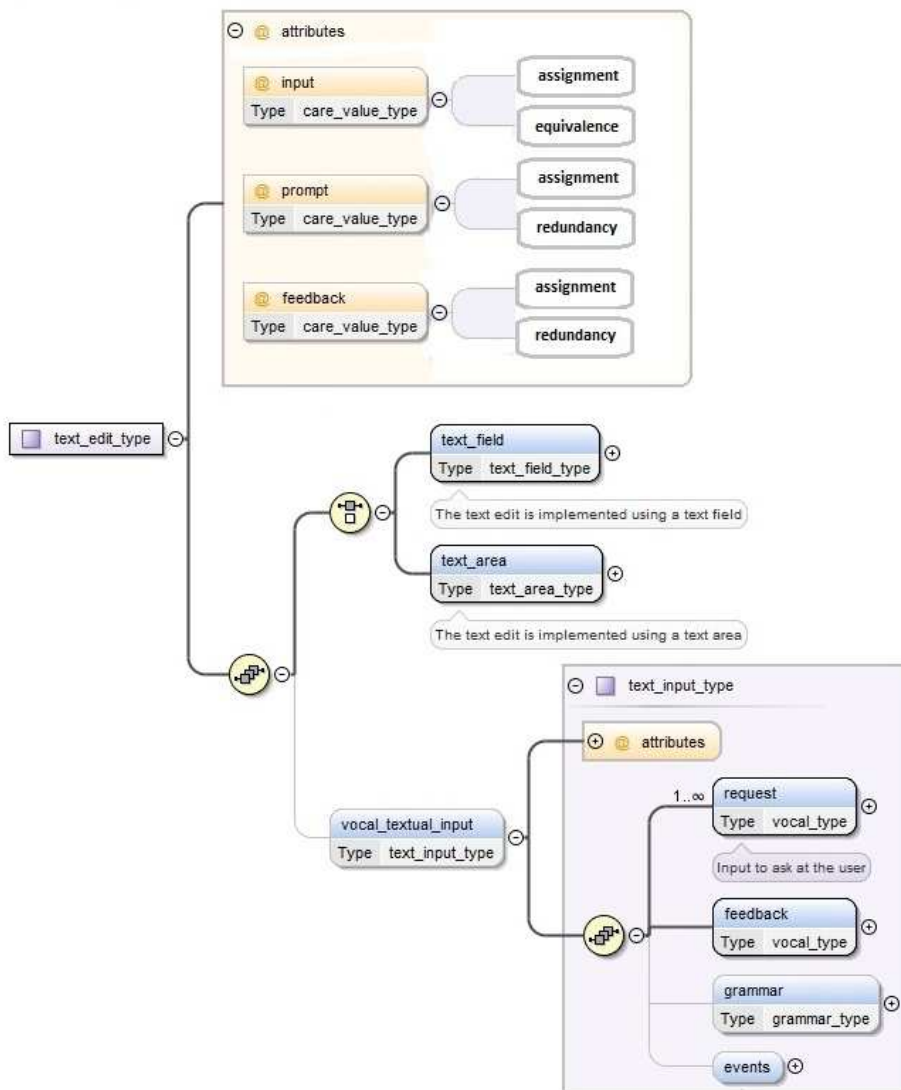 @ attributes
@ input
Type care_value_type
assignment
equivalence
@ prompt
Type care_value_type
assignment
redundancy
@ feedback
Type care_value_type
assignment
redundancy
text_edit_type
text_field
Type text_field_type
The text edit is implemented using a text field
text_area
Type text_area_type
The text edit is implemented using a text area
vocal_textual_input
Type text_input_type
text_input_type
@ attributes
1..∞
request
Type vocal_type
Input to ask at the user
feedback
Type vocal_type
grammar
Type grammar_type
events